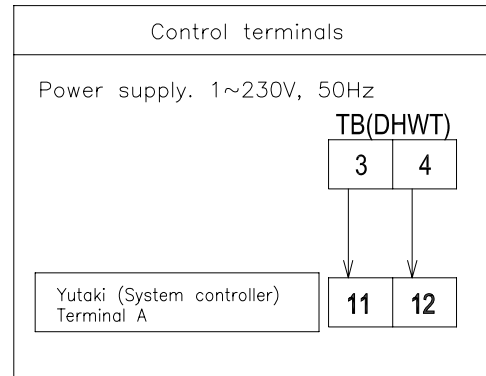 Control terminals
Power supply. 1~230V, 50Hz
TB(DHWT)
3 4
Yutaki (System controller)
Terminal A
11 12